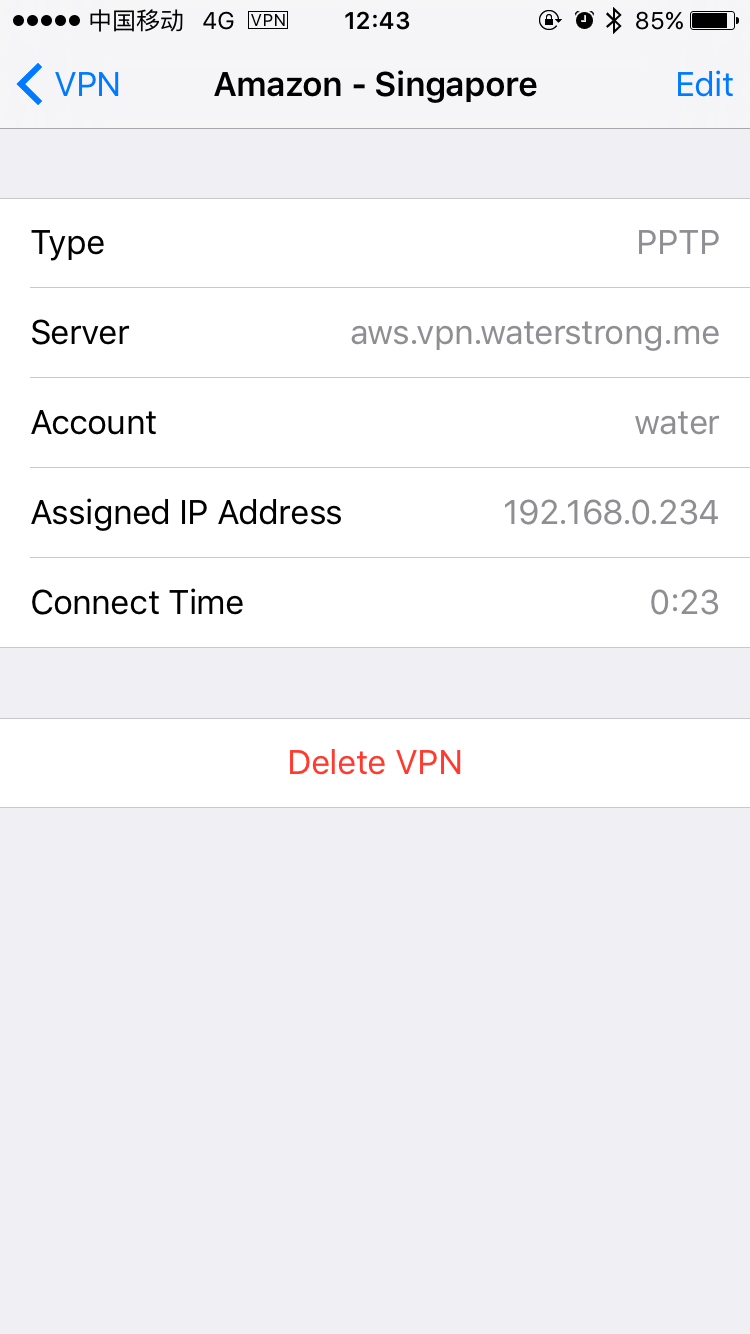 中国移动 4G VPN 12:43 85%
VPN Amazon - Singapore Edit
Type PPTP
Server aws.vpn.waterstrong.me
Account water
Assigned IP Address 192.168.0.234
Connect Time 0:23
Delete VPN